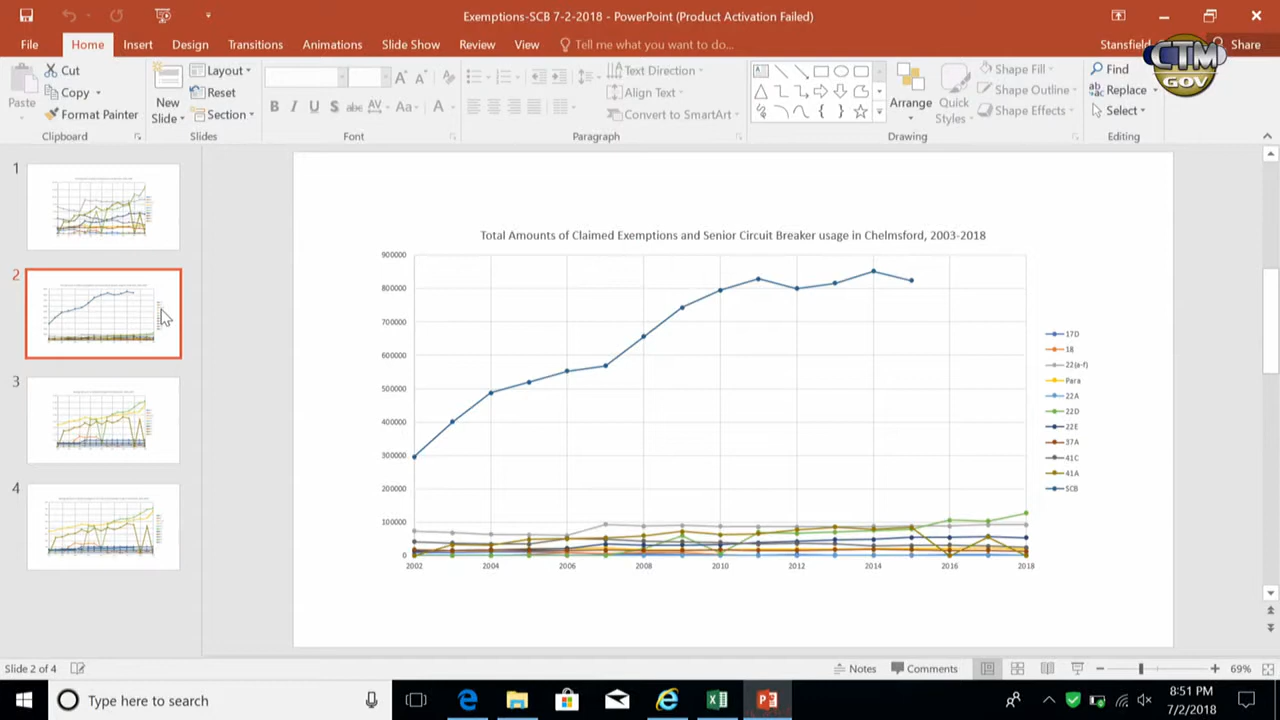 Exemptions-SCB 7-2-2018 - PowerPoint (Product Activation Failed)
File Home Insert Design Transitions Animations Slide Show Review View Tell me what you want to do... Stansfield, Share
CTM
GOV
Paste
Cut
Copy
Format Painter
Clipboard
New
Slide
Layout
Reset
Section
Slides
B I U S abc AV Aa A
Font
Text Direction
Align Text
Convert to SmartArt
Paragraph
Arrange
Quick
Styles
Shape Fill
Shape Outline
Shape Effects
Drawing
Find
Replace
Select
Editing
1
2
3
4
Total Amounts of Claimed Exemptions and Senior Circuit Breaker usage in Chelmsford, 2003-2018
900000
800000
700000
600000
500000
400000
300000
200000
100000
0
2002 2004 2006 2008 2010 2012 2014 2016 2018
17D
18
22(a-f)
Para
22A
22D
22E
37A
41C
41A
SCB
Slide 2 of 4
Notes Comments 69%
Type here to search
8:51 PM
7/2/2018